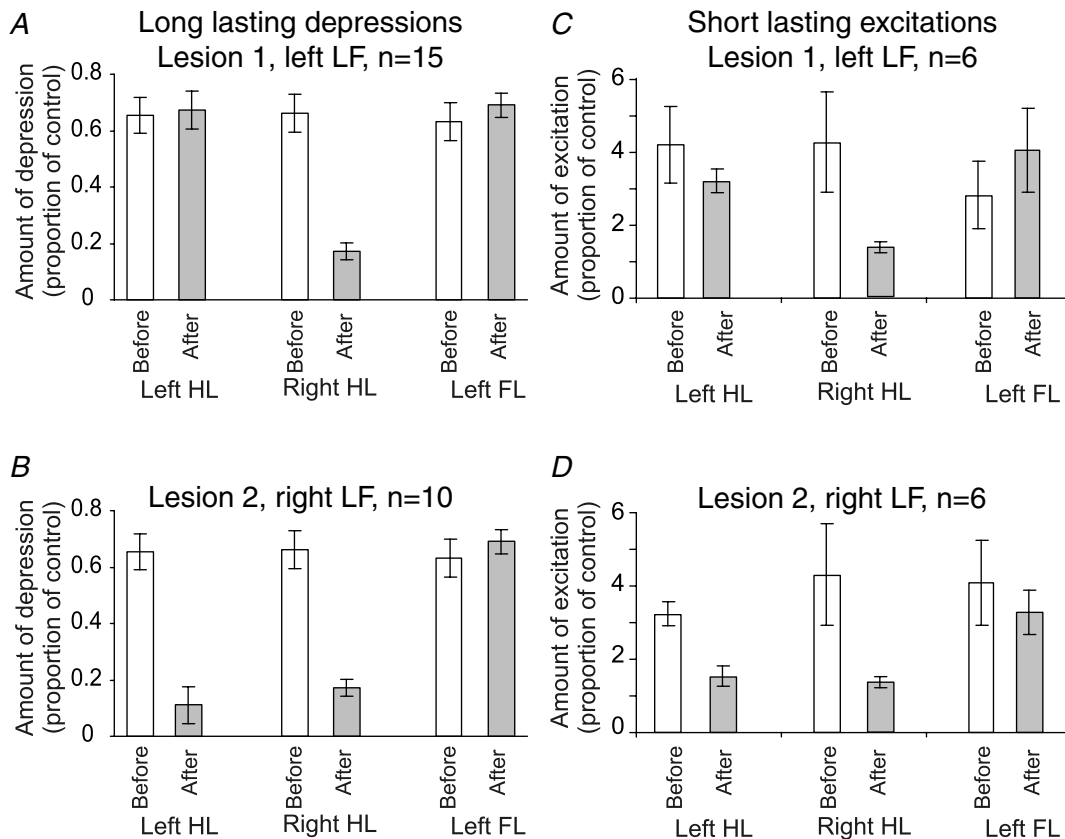 A
Long lasting depressions
Lesion 1, left LF, n=15
Amount of depression
(proportion of control)
0.8
0.6
0.4
0.2
0
Before
After
Before
After
Before
After
Left HL
Right HL
Left FL
C
Short lasting excitations
Lesion 1, left LF, n=6
Amount of excitation
(proportion of control)
6
4
2
0
Before
After
Before
After
Before
After
Left HL
Right HL
Left FL
B
Lesion 2, right LF, n=10
Amount of depression
(proportion of control)
0.8
0.6
0.4
0.2
0
Before
After
Before
After
Before
After
Left HL
Right HL
Left FL
D
Lesion 2, right LF, n=6
Amount of excitation
(proportion of control)
6
4
2
0
Before
After
Before
After
Before
After
Left HL
Right HL
Left FL